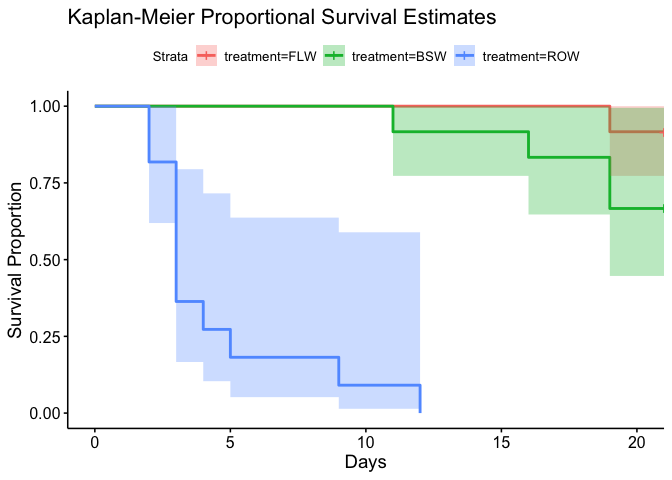 Kaplan-Meier Proportional Survival Estimates
Strata treatment=FLW treatment=BSW treatment=ROW
1.00
0.75
0.50
0.25
0.00
Survival Proportion
0 5 10 15 20
Days